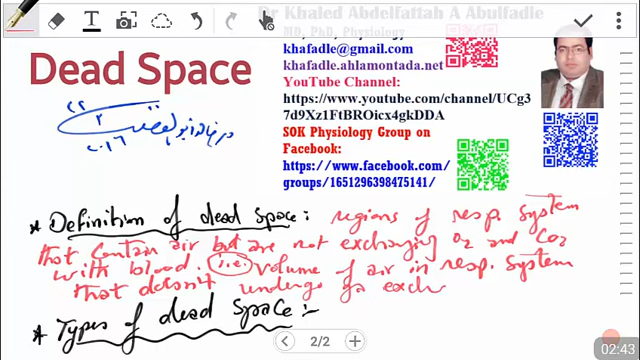 Dr Khaled Abdelfattah A Abulfadle
MD, PhD, Physiology
khafadle@gmail.com
khafadle.ahlamontada.net
YouTube Channel:
https://www.youtube.com/channel/UCg3
7d9Xz1FtBROicx4gkDDA
SOK Physiology Group on
Facebook:
https://www.facebook.com/
groups/1651296398475141/
Dead Space
* Definition of dead space: regions of resp. system
that contain air but are not exchanging O2 and CO2
with blood. i.e. volume of air in resp. system
that doesn't undergo ga exch
* Types of dead space:-
2/2
02:43